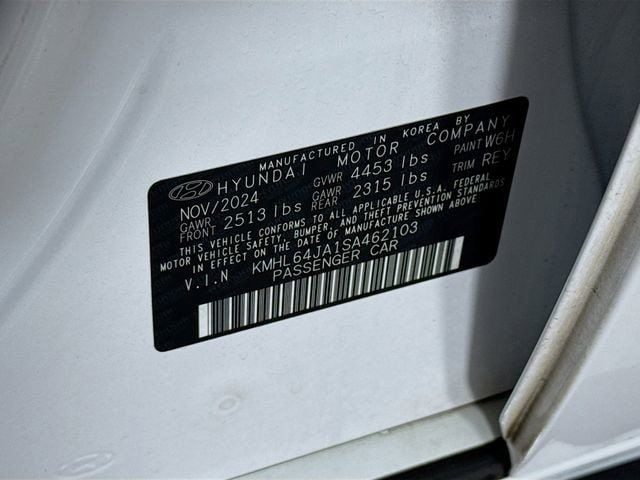 MANUFACTURED IN KOREA BY
HYUNDAI MOTOR COMPANY
NOV/2024 GVWR 4453 lbs PAINT W6H
GAWR FRONT 2513 lbs GAWR REAR 2315 lbs TRIM REY
THIS VEHICLE CONFORMS TO ALL APPLICABLE U.S.A. FEDERAL
MOTOR VEHICLE SAFETY, BUMPER, AND THEFT PREVENTION STANDARDS
IN EFFECT ON THE DATE OF MANUFACTURE SHOWN ABOVE.
V.I.N KMHL64JA1SA462103
PASSENGER CAR